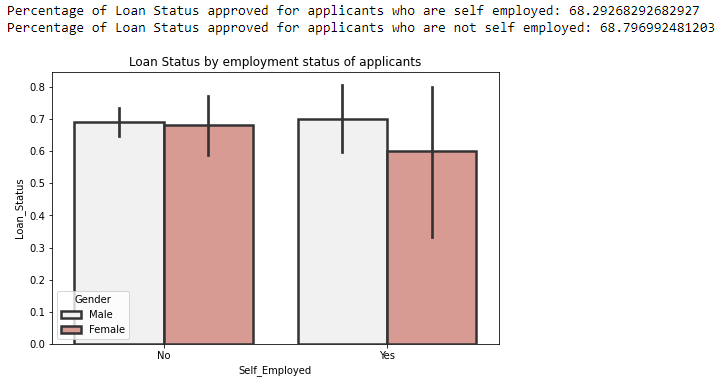 Percentage of Loan Status approved for applicants who are self employed: 68.29268292682927
Percentage of Loan Status approved for applicants who are not self employed: 68.796992481203
Loan Status by employment status of applicants
Loan_Status
0.8
0.7
0.6
0.5
0.4
0.3
0.2
0.1
0.0
Gender
Male
Female
No
Yes
Self_Employed